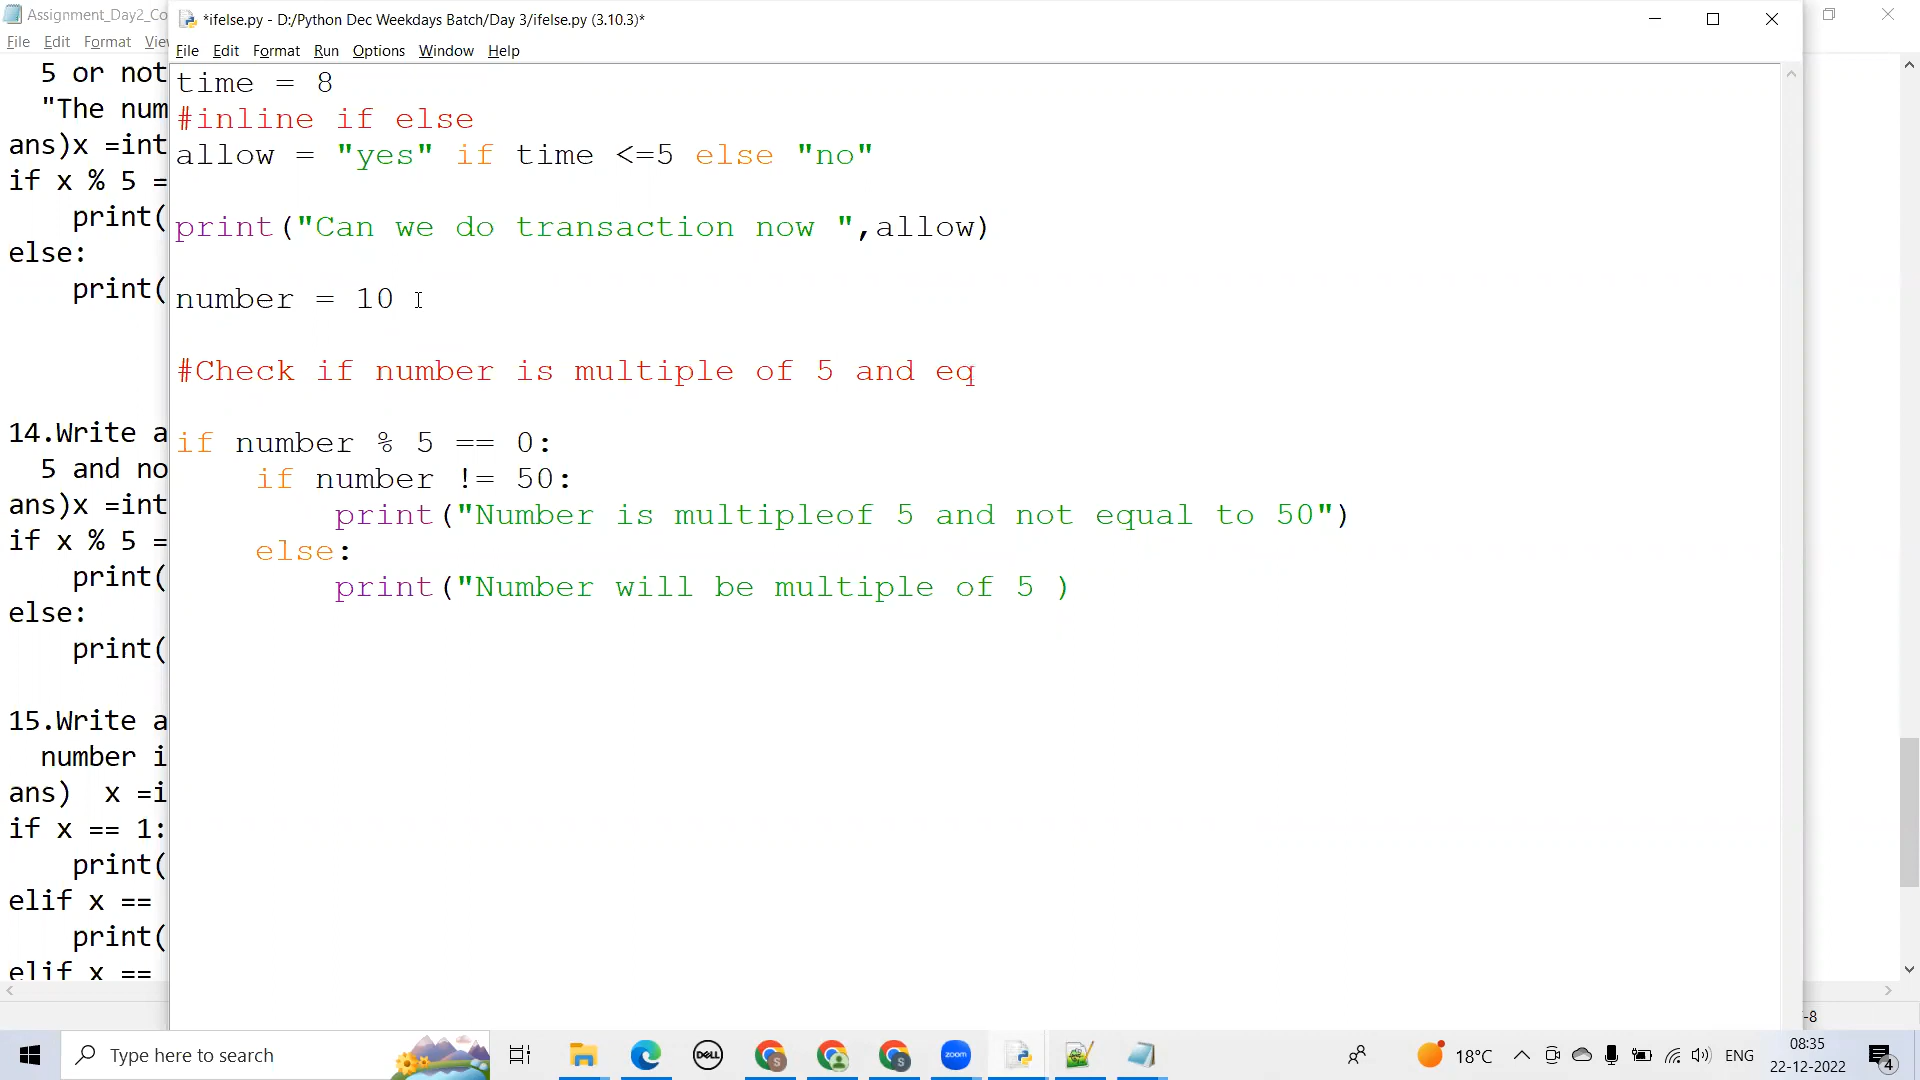 Assignment_Day2_Co
File Edit Format Vie
5 or not
"The num
ans)x =int
if x % 5 =
print(
else:
print(
14.Write a
5 and no
ans)x =int
if x % 5 =
print(
else:
print(
15.Write a
number i
ans) x =i
if x == 1:
print(
elif x ==
print(
elif x ==
*ifelse.py - D:/Python Dec Weekdays Batch/Day 3/ifelse.py (3.10.3)*
File Edit Format Run Options Window Help
time = 8
#inline if else
allow = "yes" if time <=5 else "no"
print("Can we do transaction now ",allow)
number = 10
#Check if number is multiple of 5 and eq
if number % 5 == 0:
if number != 50:
print("Number is multipleof 5 and not equal to 50")
else:
print("Number will be multiple of 5 )
-8
Type here to search
DELL
S
S
zoom
18°C
ENG
08:35
22-12-2022
4